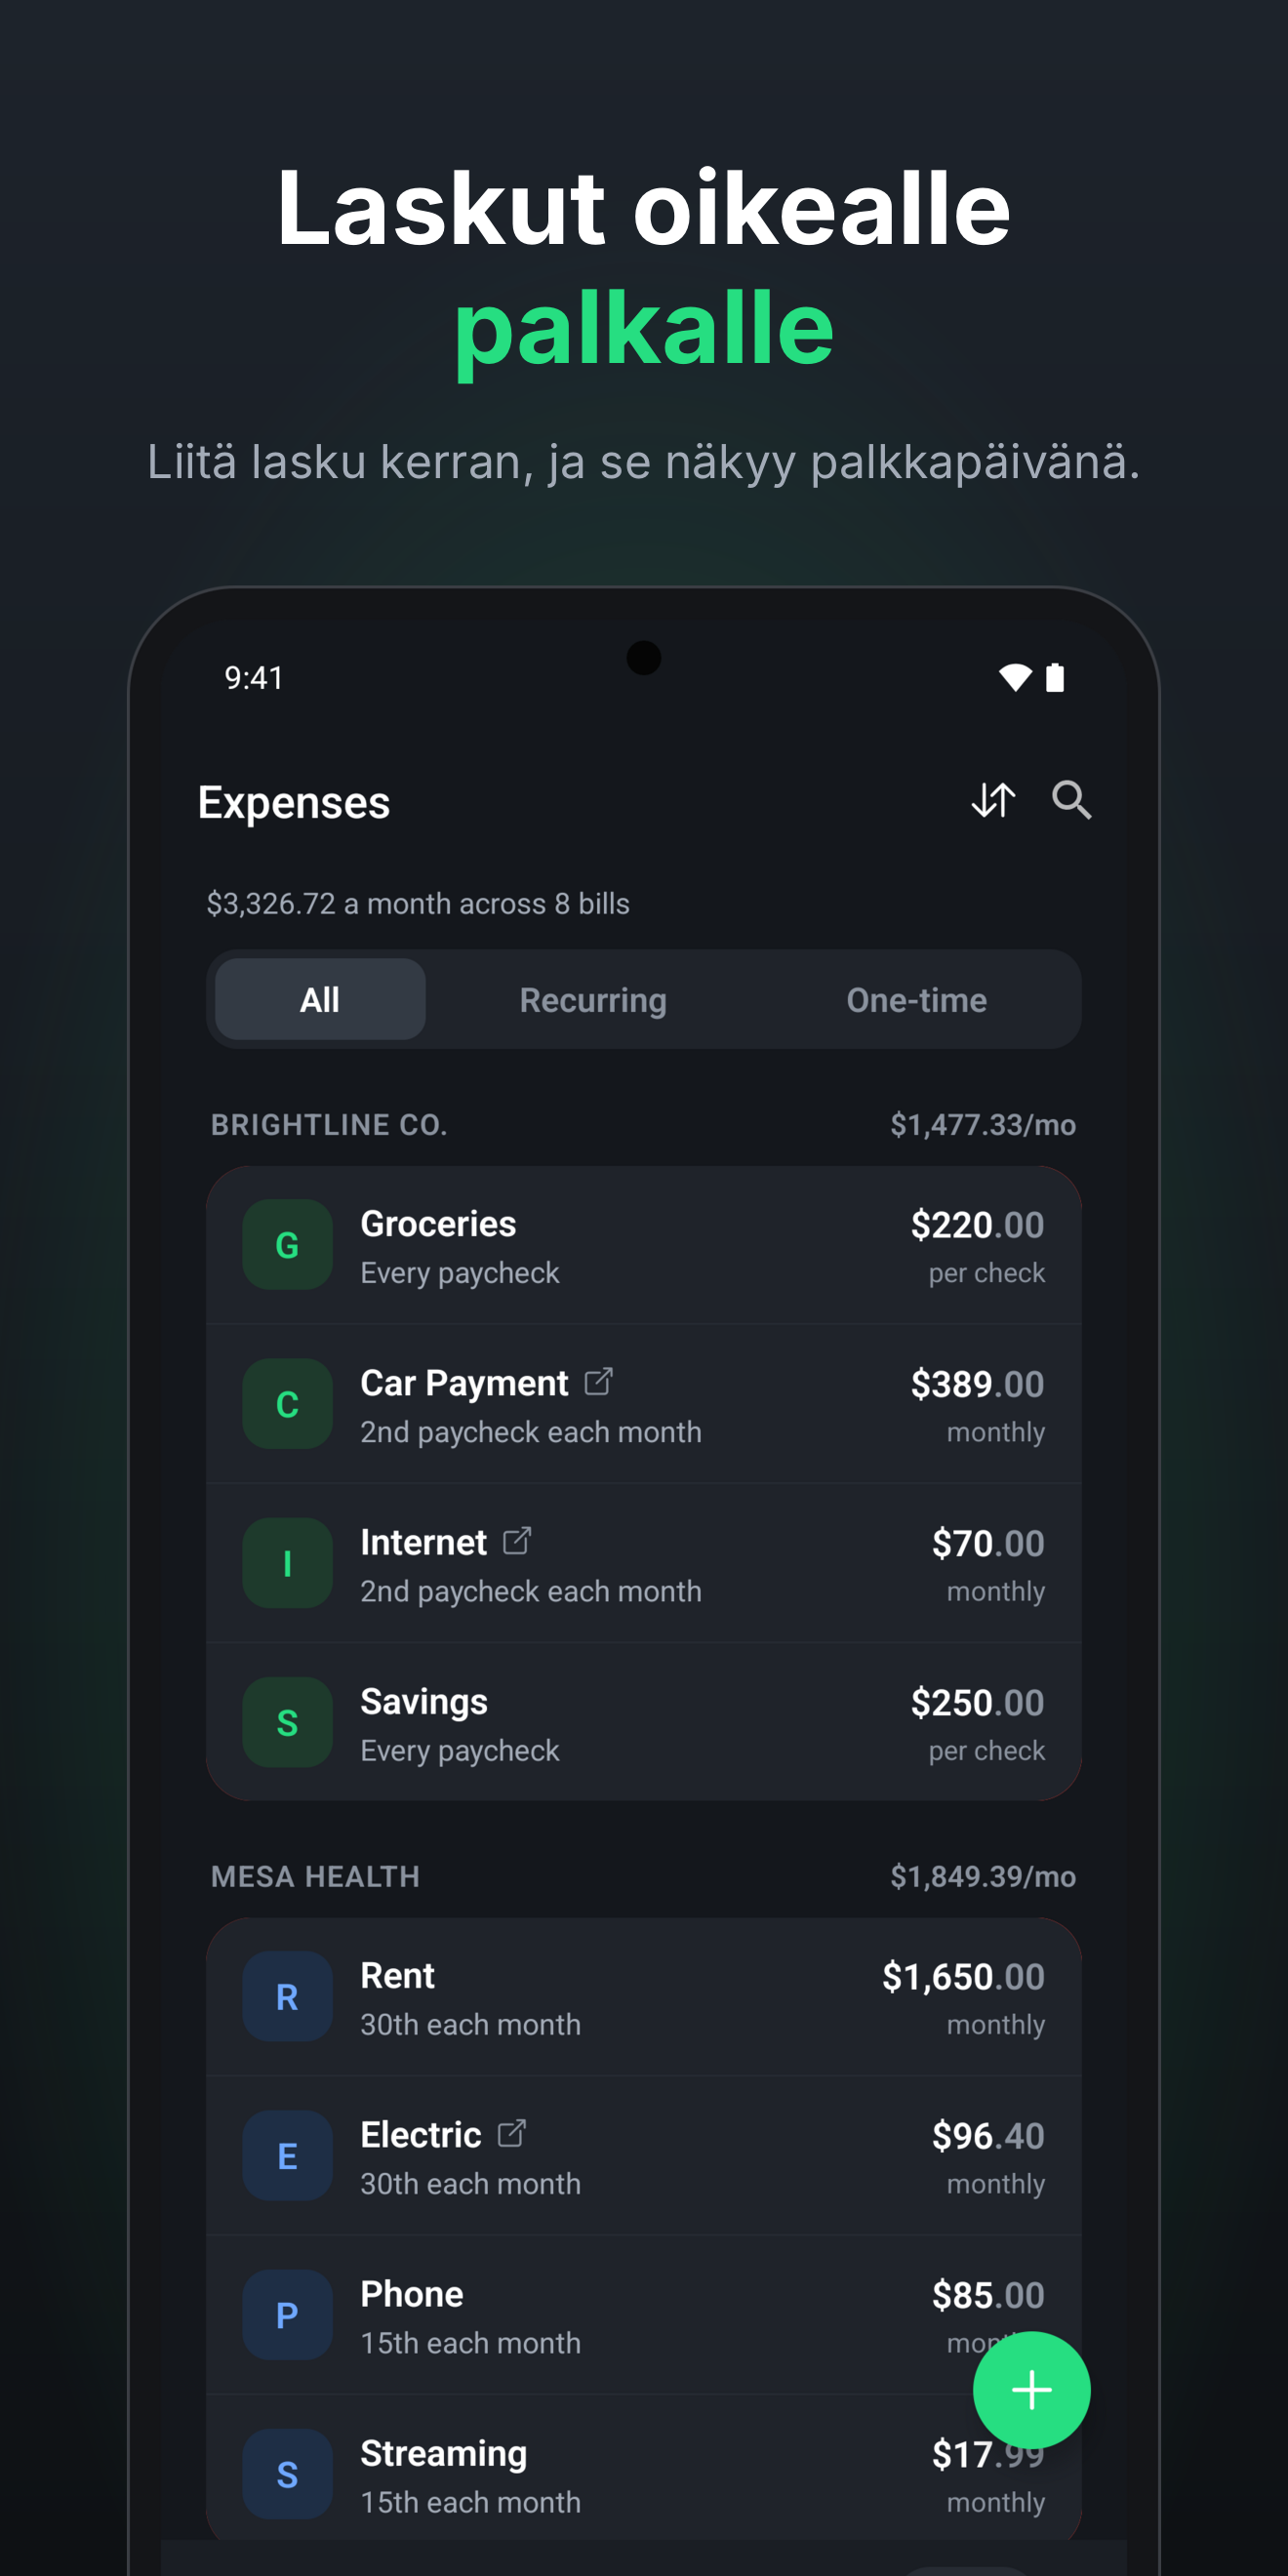 Laskut oikealle
palkalle
Liitä lasku kerran, ja se näkyy palkkapäivänä.
9:41
Expenses
$3,326.72 a month across 8 bills
All Recurring One-time
BRIGHTLINE CO. $1,477.33/mo
G Groceries $220.00
Every paycheck per check
C Car Payment $389.00
2nd paycheck each month monthly
I Internet $70.00
2nd paycheck each month monthly
S Savings $250.00
Every paycheck per check
MESA HEALTH $1,849.39/mo
R Rent $1,650.00
30th each month monthly
E Electric $96.40
30th each month monthly
P Phone $85.00
15th each month
S Streaming $17.99
15th each month monthly